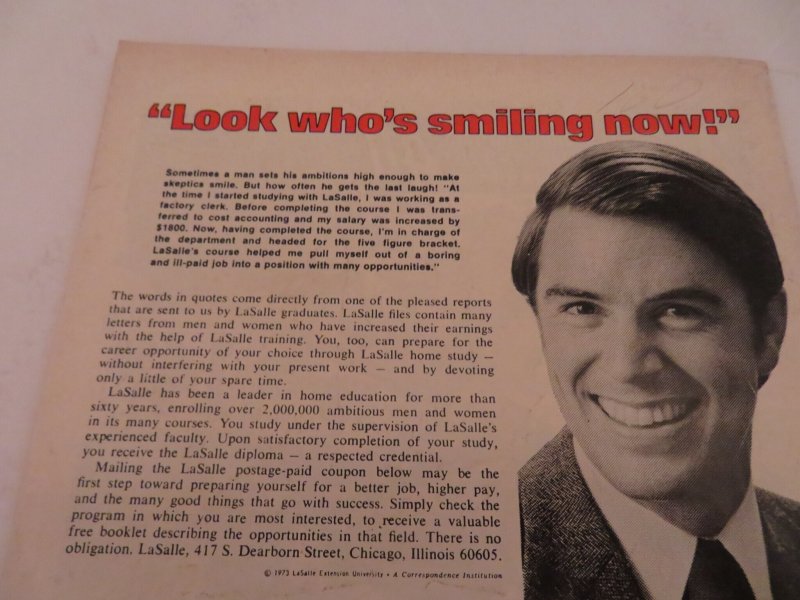 “Look who's smiling now!”
Sometimes a man sets his ambitions high enough to make
skeptics smile. But how often he gets the last laugh! "At
the time I started studying with LaSalle, I was working as a
factory clerk. Before completing the course I was trans-
ferred to cost accounting and my salary was increased by
$1800. Now, having completed the course, I'm in charge of
the department and headed for the five figure bracket.
LaSalle's course helped me pull myself out of a boring
and ill-paid job into a position with many opportunities."
The words in quotes come directly from one of the pleased reports
that are sent to us by LaSalle graduates. LaSalle files contain many
letters from men and women who have increased their earnings
with the help of LaSalle training. You, too, can prepare for the
career opportunity of your choice through LaSalle home study —
without interfering with your present work — and by devoting
only a little of your spare time.
LaSalle has been a leader in home education for more than
sixty years, enrolling over 2,000,000 ambitious men and women
in its many courses. You study under the supervision of LaSalle's
experienced faculty. Upon satisfactory completion of your study,
you receive the LaSalle diploma — a respected credential.
Mailing the LaSalle postage-paid coupon below may be the
first step toward preparing yourself for a better job, higher pay,
and the many good things that go with success. Simply check the
program in which you are most interested, to receive a valuable
free booklet describing the opportunities in that field. There is no
obligation. LaSalle, 417 S. Dearborn Street, Chicago, Illinois 60605.
© 1973 LaSalle Extension University • A Correspondence Institution